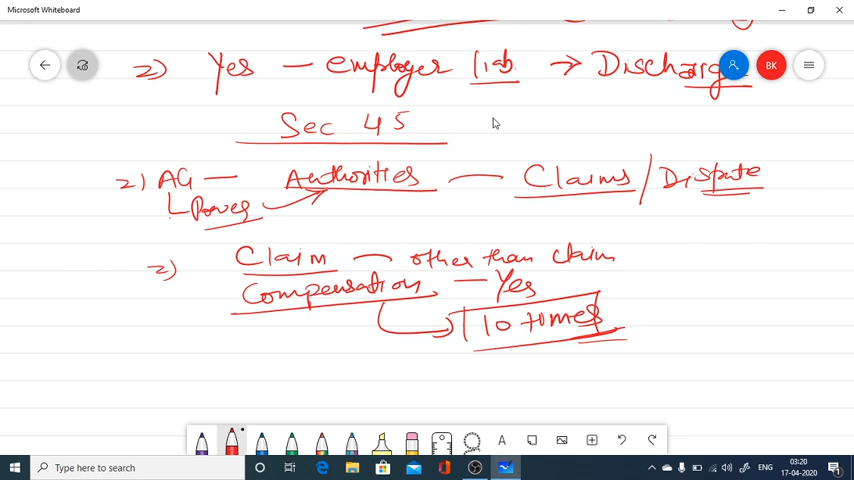 Microsoft Whiteboard
2) Yes — employer liab. → Discharge
BK
Sec 45
2) AG — Authorities — Claims / Dispute
Powers
2) Claim — other than claim
Compensation — Yes
10 times
Type here to search
ENG
03:20
17-04-2020